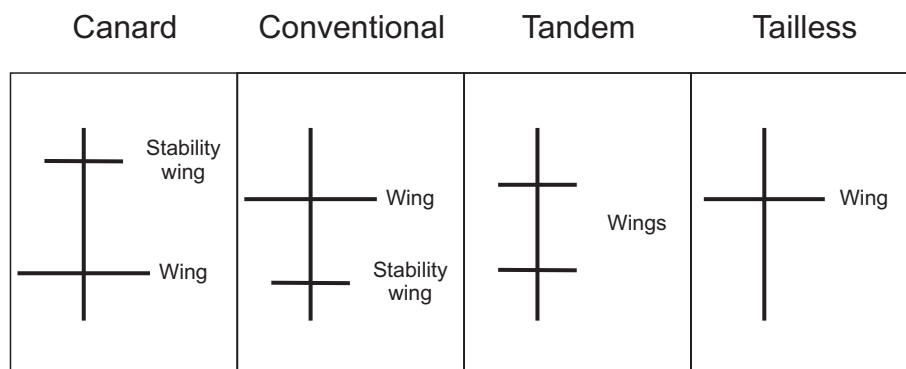 Canard
Conventional
Tandem
Tailless
Stability
wing
Wing
Wing
Stability
wing
Wings
Wing